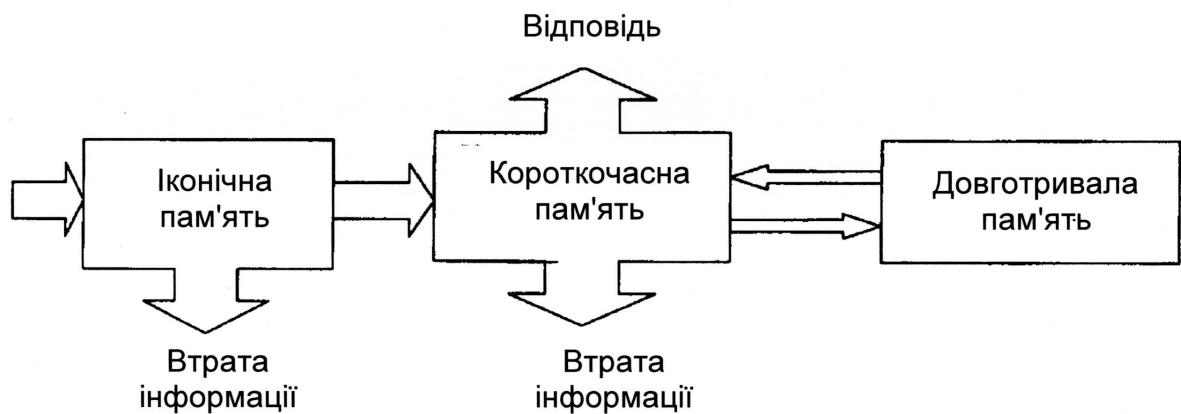 Відповідь
Іконічна
пам'ять
Короткочасна
пам'ять
Довготривала
пам'ять
Втрата
інформації
Втрата
інформації